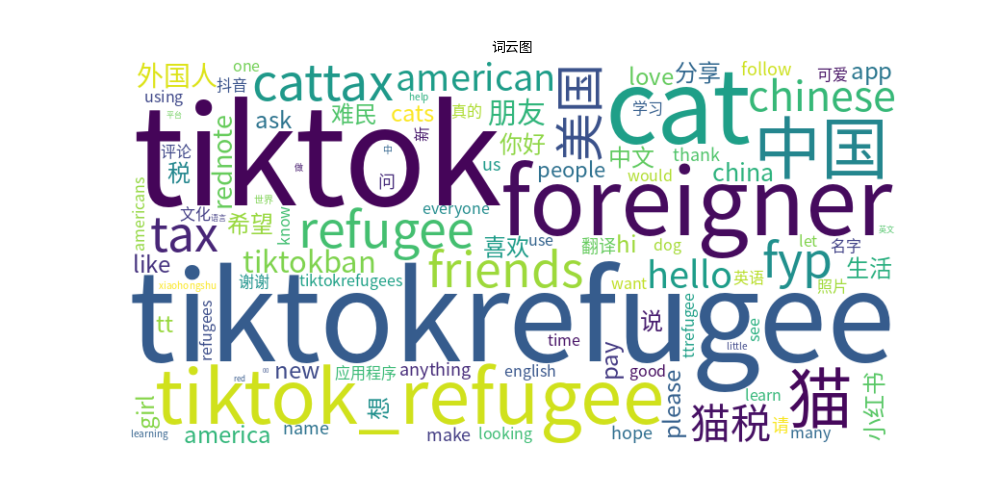 词云图
外国人
抖音
one
cattax
american
help
love
分享
follow
可爱
app
using
平台
tiktok
难民
cats
真的
新
朋友
美国
cat
学习
chinese
ask
rednote
评论
税
中
做
问
你好
us
people
中文
thank
would
china
中国
foreigner
americans
tax
文化
语言
世界
希望
know
refugee
everyone
喜欢
use
翻译
hi
dog
let
名字
英文
like
tiktokban
friends
hello
fyp
生活
xiaohongshu
谢谢
tiktokrefugees
want
英语
照片
tiktokrefugee
tt
refugees
time
说
ttrefugee
little
see
girl
red
new
应用程序
anything
english
pay
good
tiktok_refugee
想
please
猫税
learn
请
猫
小红书
learning
america
name
make
looking
hope
many